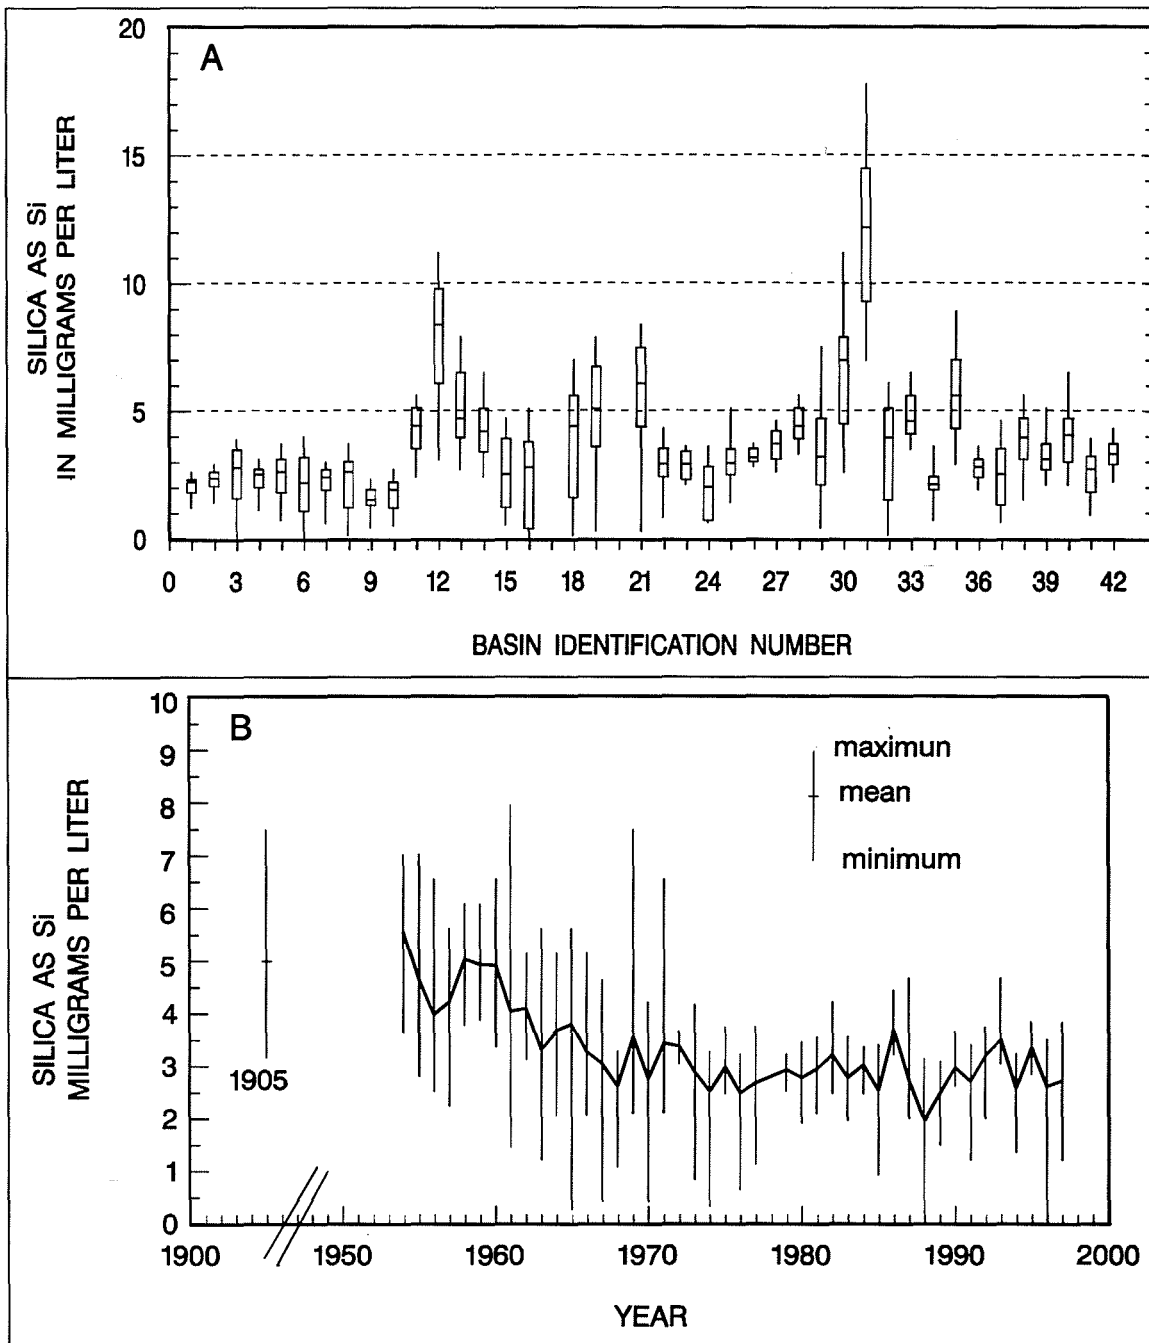 A
20
15
10
5
0
SILICA AS Si
IN MILLIGRAMS PER LITER
0 3 6 9 12 15 18 21 24 27 30 33 36 39 42
BASIN IDENTIFICATION NUMBER
B
10
9
8
7
6
5
4
3
2
1
0
SILICA AS Si
MILLIGRAMS PER LITER
maximun
mean
minimum
1905
1900 1950 1960 1970 1980 1990 2000
YEAR